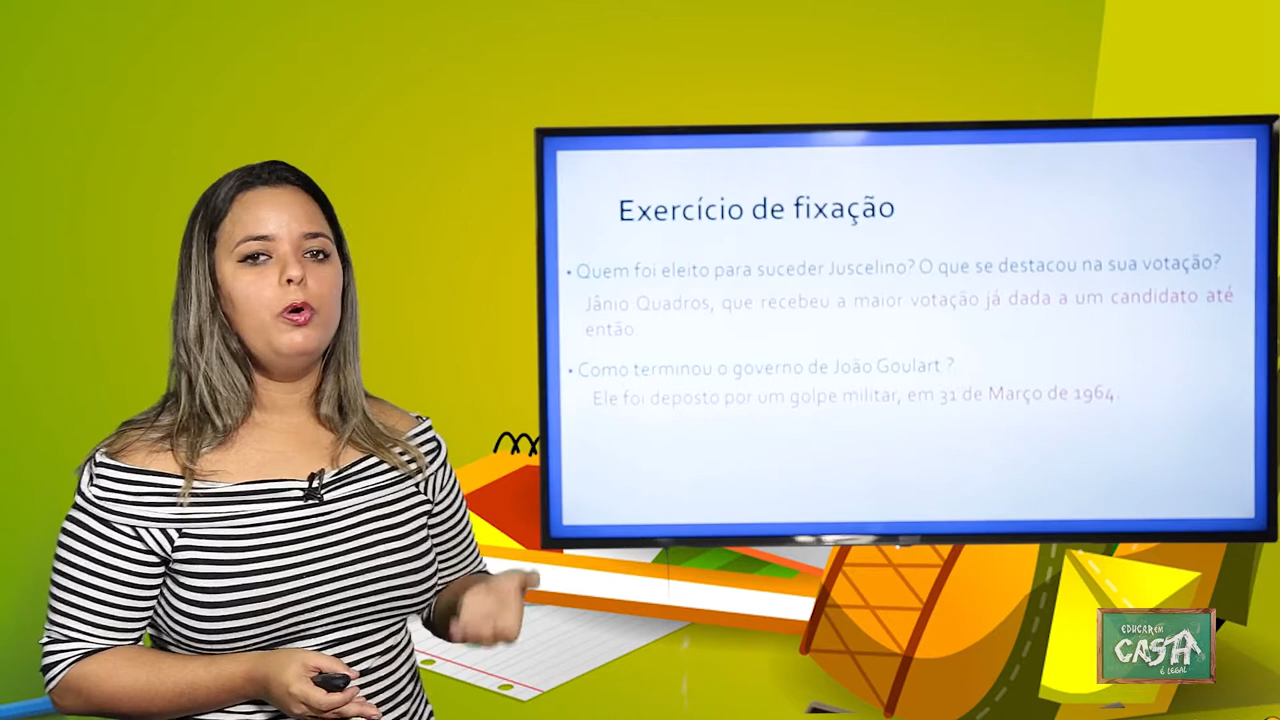 Exercício de fixação
• Quem foi eleito para suceder Juscelino? O que se destacou na sua votação?
Jânio Quadros, que recebeu a maior votação já dada a um candidato até
então.
• Como terminou o governo de João Goulart ?
Ele foi deposto por um golpe militar, em 31 de Março de 1964.
EDUCAR EM
CASA
É LEGAL